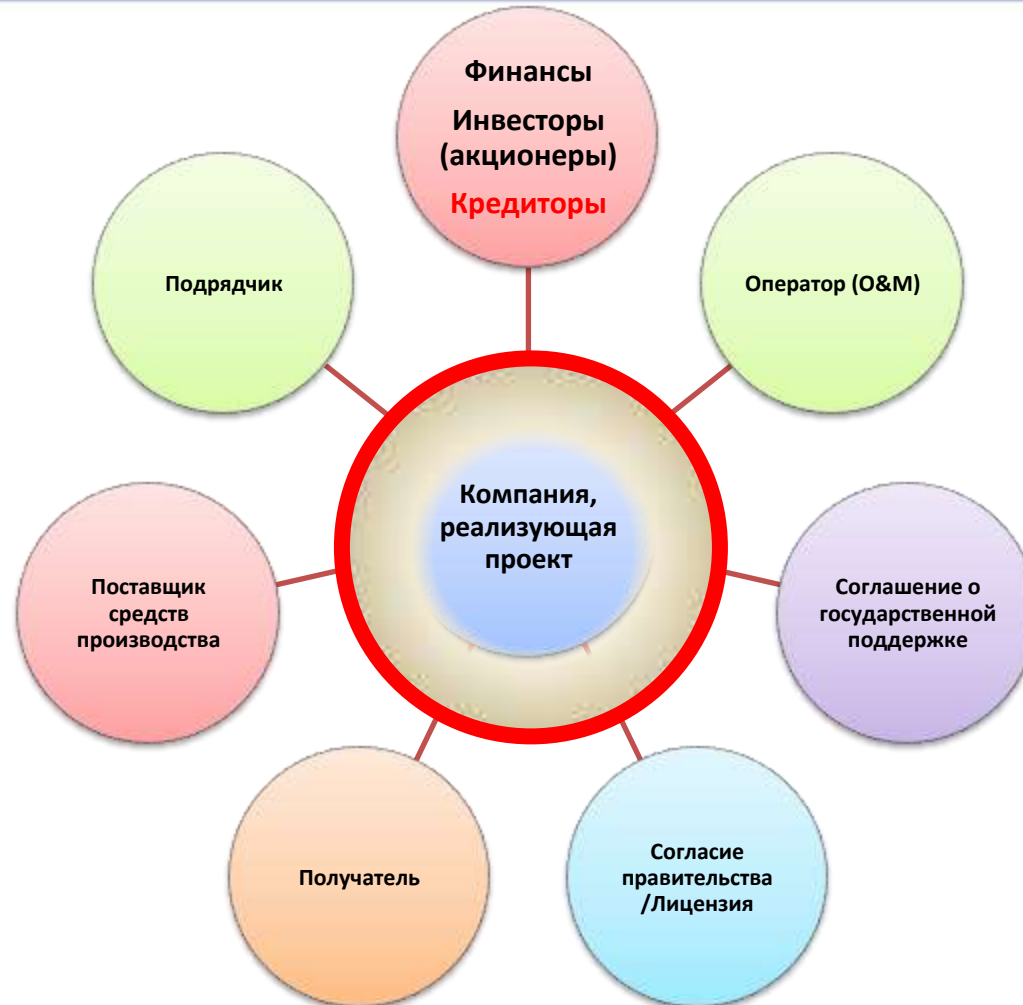 Финансы
Инвесторы
(акционеры)
Кредиторы
Подрядчик
Оператор (O&M)
Компания,
реализующая
проект
Поставщик
средств
производства
Соглашение о
государственной
поддержке
Получатель
Согласие
правительства
/Лицензия